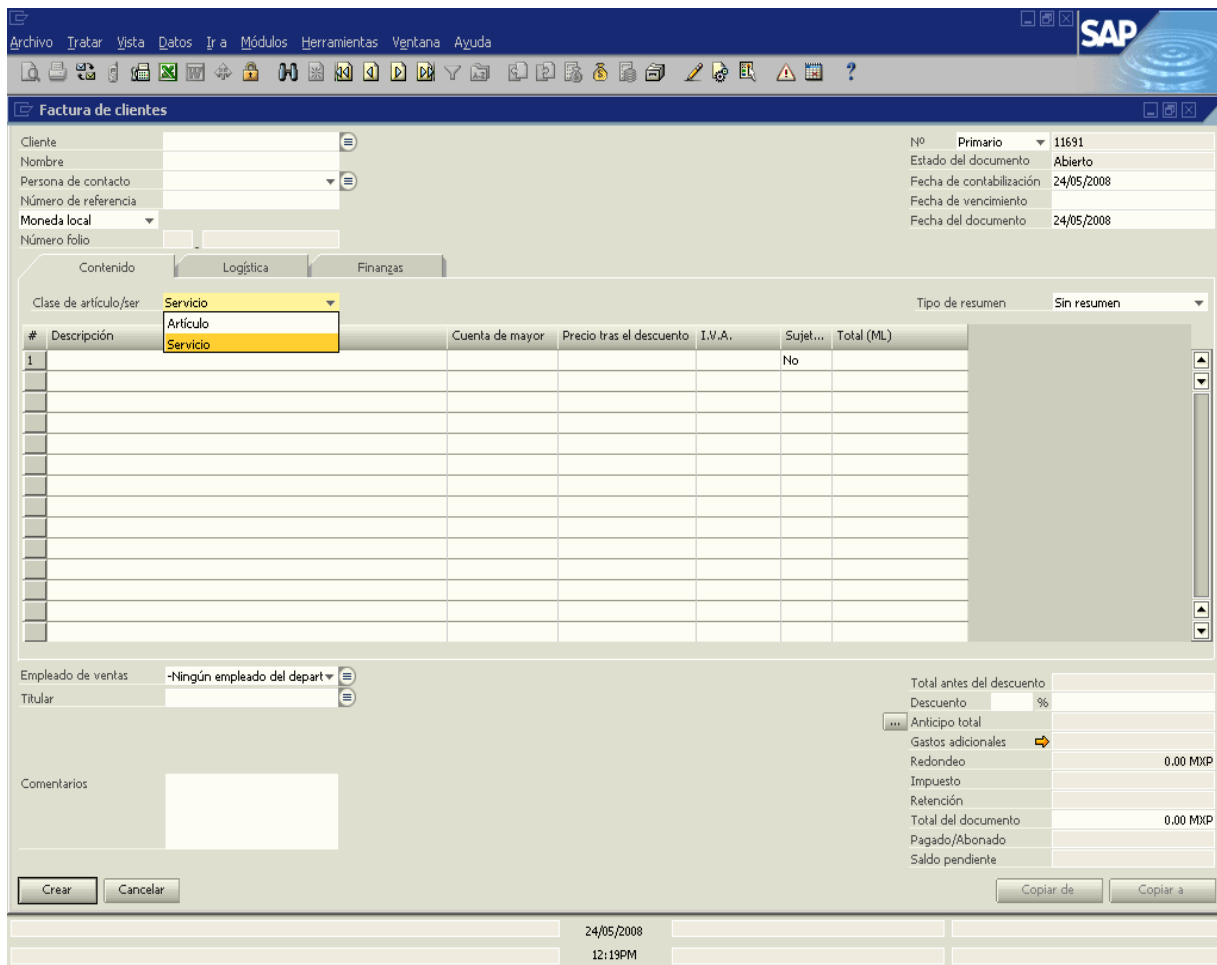 Archivo Tratar Vista Datos Ir a Módulos Herramientas Ventana Ayuda
SAP
Factura de clientes
Cliente
Nº Primario 11691
Nombre
Estado del documento Abierto
Persona de contacto
Fecha de contabilización 24/05/2008
Número de referencia
Fecha de vencimiento
Moneda local
Fecha del documento 24/05/2008
Número folio -
Contenido Logística Finanzas
Clase de artículo/ser Servicio
Tipo de resumen Sin resumen
Artículo
Servicio
# Descripción Cuenta de mayor Precio tras el descuento I.V.A. Sujet... Total (ML)
1 No
Empleado de ventas -Ningún empleado del depart
Titular
Total antes del descuento
Descuento %
... Anticipo total
Gastos adicionales
Redondeo 0.00 MXP
Comentarios
Impuesto
Retención
Total del documento 0.00 MXP
Pagado/Abonado
Saldo pendiente
Crear Cancelar Copiar de Copiar a
24/05/2008
12:19PM